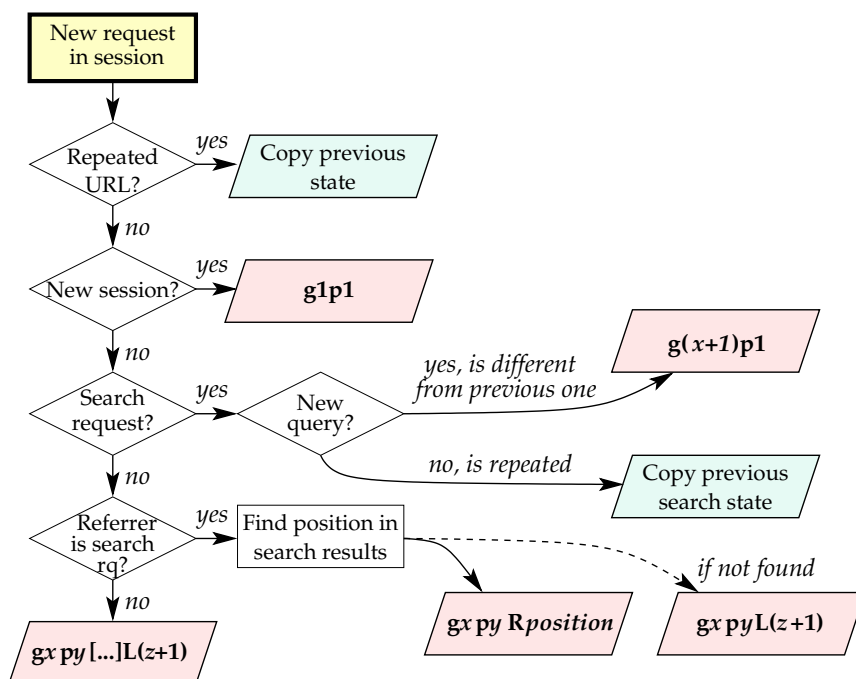 New request
in session
yes
Repeated
URL?
Copy previous
state
no
yes
New session?
g1p1
no
yes, is different
from previous one
g(x+1)p1
Search
request?
yes
New
query?
no, is repeated
Copy previous
search state
no
Referrer
is search
rq?
yes
Find position in
search results
if not found
no
gx py Rposition
gx pyL(z+1)
gx py[...]L(z+1)